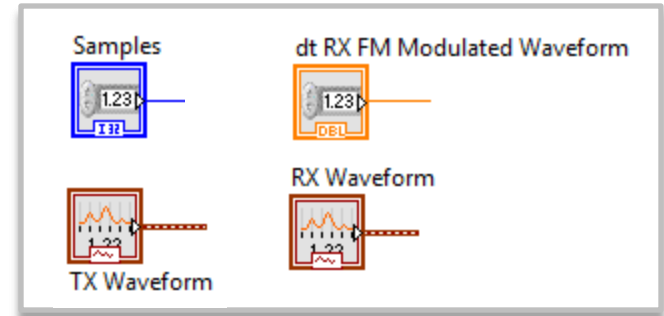 Samples
dt RX FM Modulated Waveform
1.23
1.23
I32
DBL
RX Waveform
1.23
1.23
TX Waveform